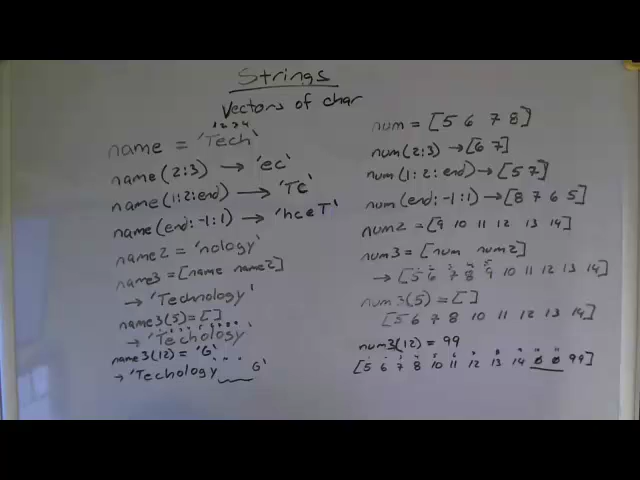 Strings
Vectors of char
1 2 3 4
name = 'Tech'
name(2:3) → 'ec'
name(1:2:end) → 'Tc'
name(end:-1:1) → 'hceT'
name2 = 'nology'
name3 = [name name2]
→ 'Technology'
name3(5) = []
→ 'Techology'
name3(12) = 'G'
→ 'Techology__G'
num = [5 6 7 8]
num(2:3) → [6 7]
num(1:2:end) → [5 7]
num(end:-1:1) → [8 7 6 5]
num2 = [9 10 11 12 13 14]
num3 = [num num2]
→ [5 6 7 8 9 10 11 12 13 14]
num3(5) = []
[5 6 7 8 10 11 12 13 14]
num3(12) = 99
[5 6 7 8 10 11 12 13 14 0 0 99]